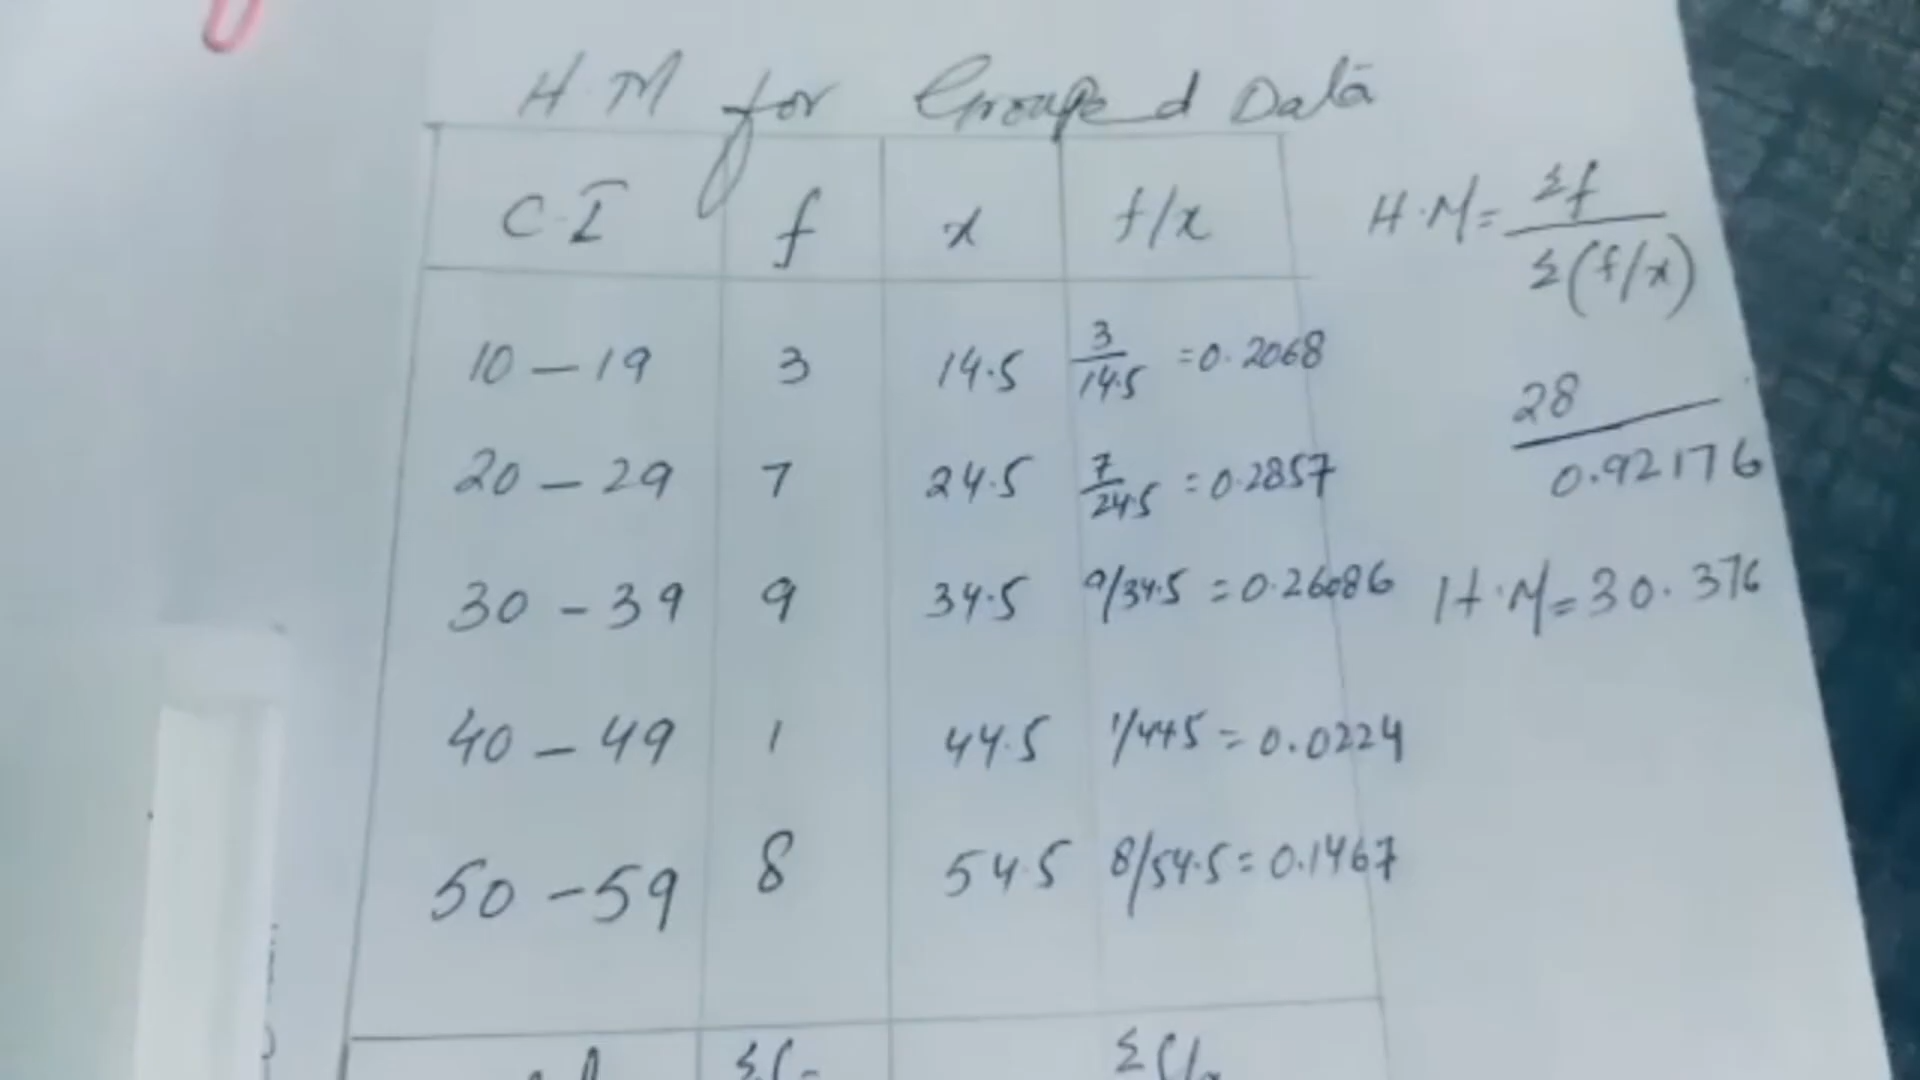 H.M for Grouped Data
C.I f x f/x
H.M = Σf / Σ(f/x)
10 — 19 3 14.5 3/14.5 = 0.2068
28 / 0.92176
20 — 29 7 24.5 7/24.5 = 0.2857
30 - 39 9 34.5 9/34.5 = 0.26086
H.M = 30.376
40 — 49 1 44.5 1/44.5 = 0.0224
50 - 59 8 54.5 8/54.5 = 0.1467